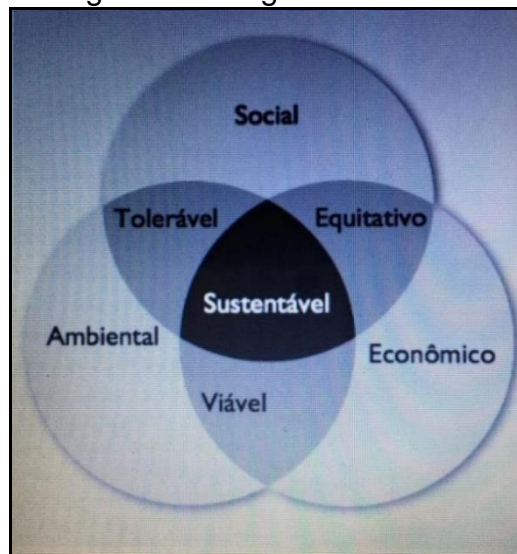 Social
Tolerável Equitativo
Sustentável
Ambiental
Econômico
Viável